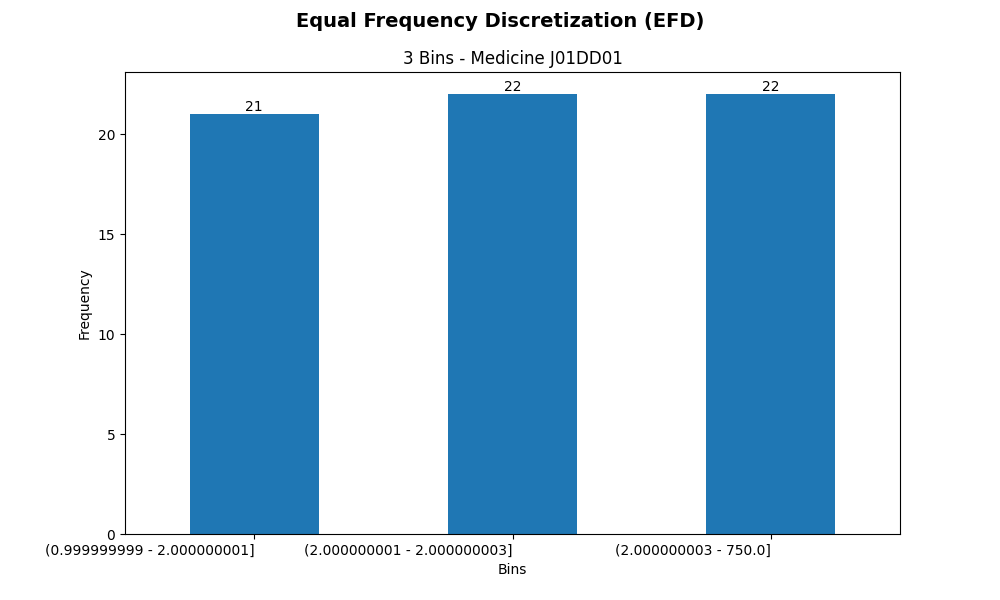 Equal Frequency Discretization (EFD)
3 Bins - Medicine J01DD01
21
22
22
20
15
10
5
0
Frequency
(0.999999999 - 2.000000001]
(2.000000001 - 2.000000003]
(2.000000003 - 750.0]
Bins